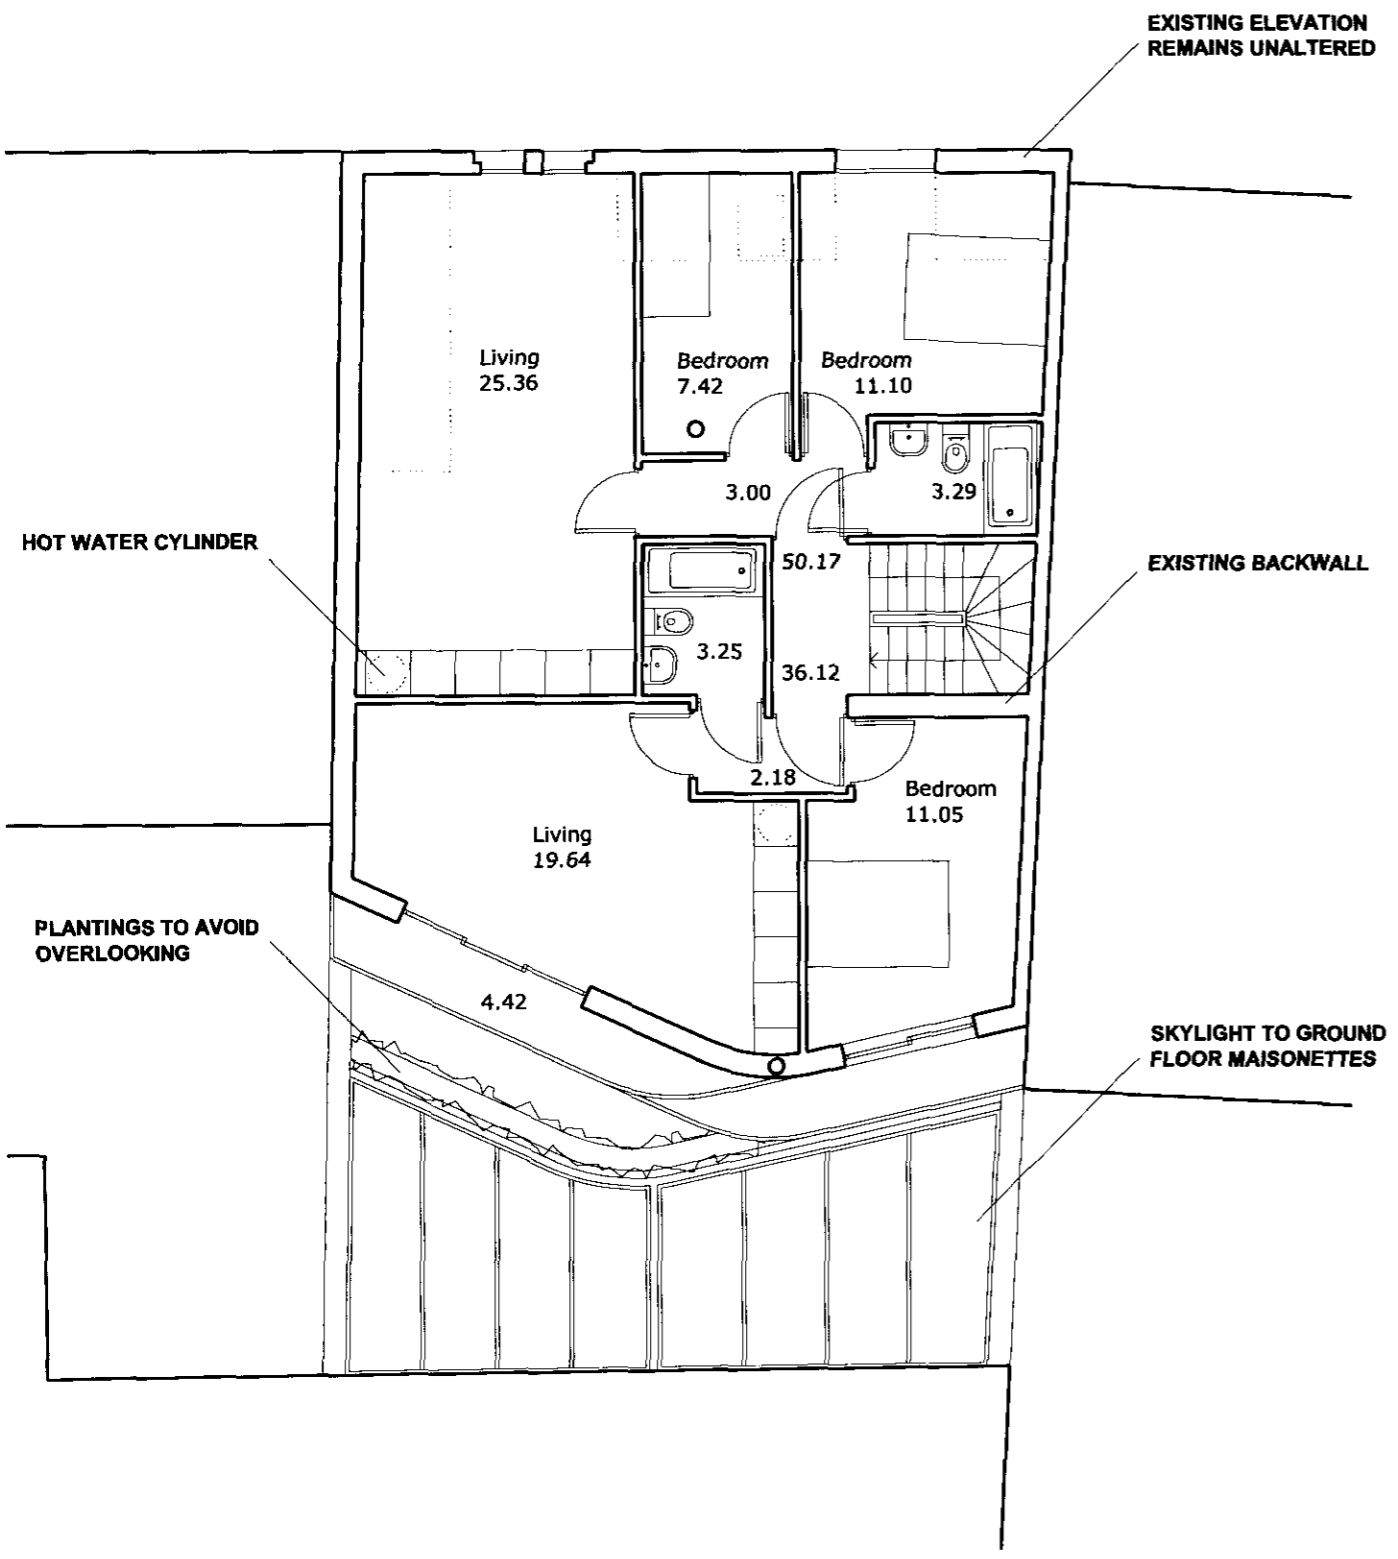 EXISTING ELEVATION
REMAINS UNALTERED
Living
25.36
Bedroom
7.42
Bedroom
11.10
3.00
3.29
HOT WATER CYLINDER
50.17
EXISTING BACKWALL
3.25
36.12
2.18
Bedroom
11.05
Living
19.64
PLANTINGS TO AVOID
OVERLOOKING
4.42
SKYLIGHT TO GROUND
FLOOR MAISONETTES